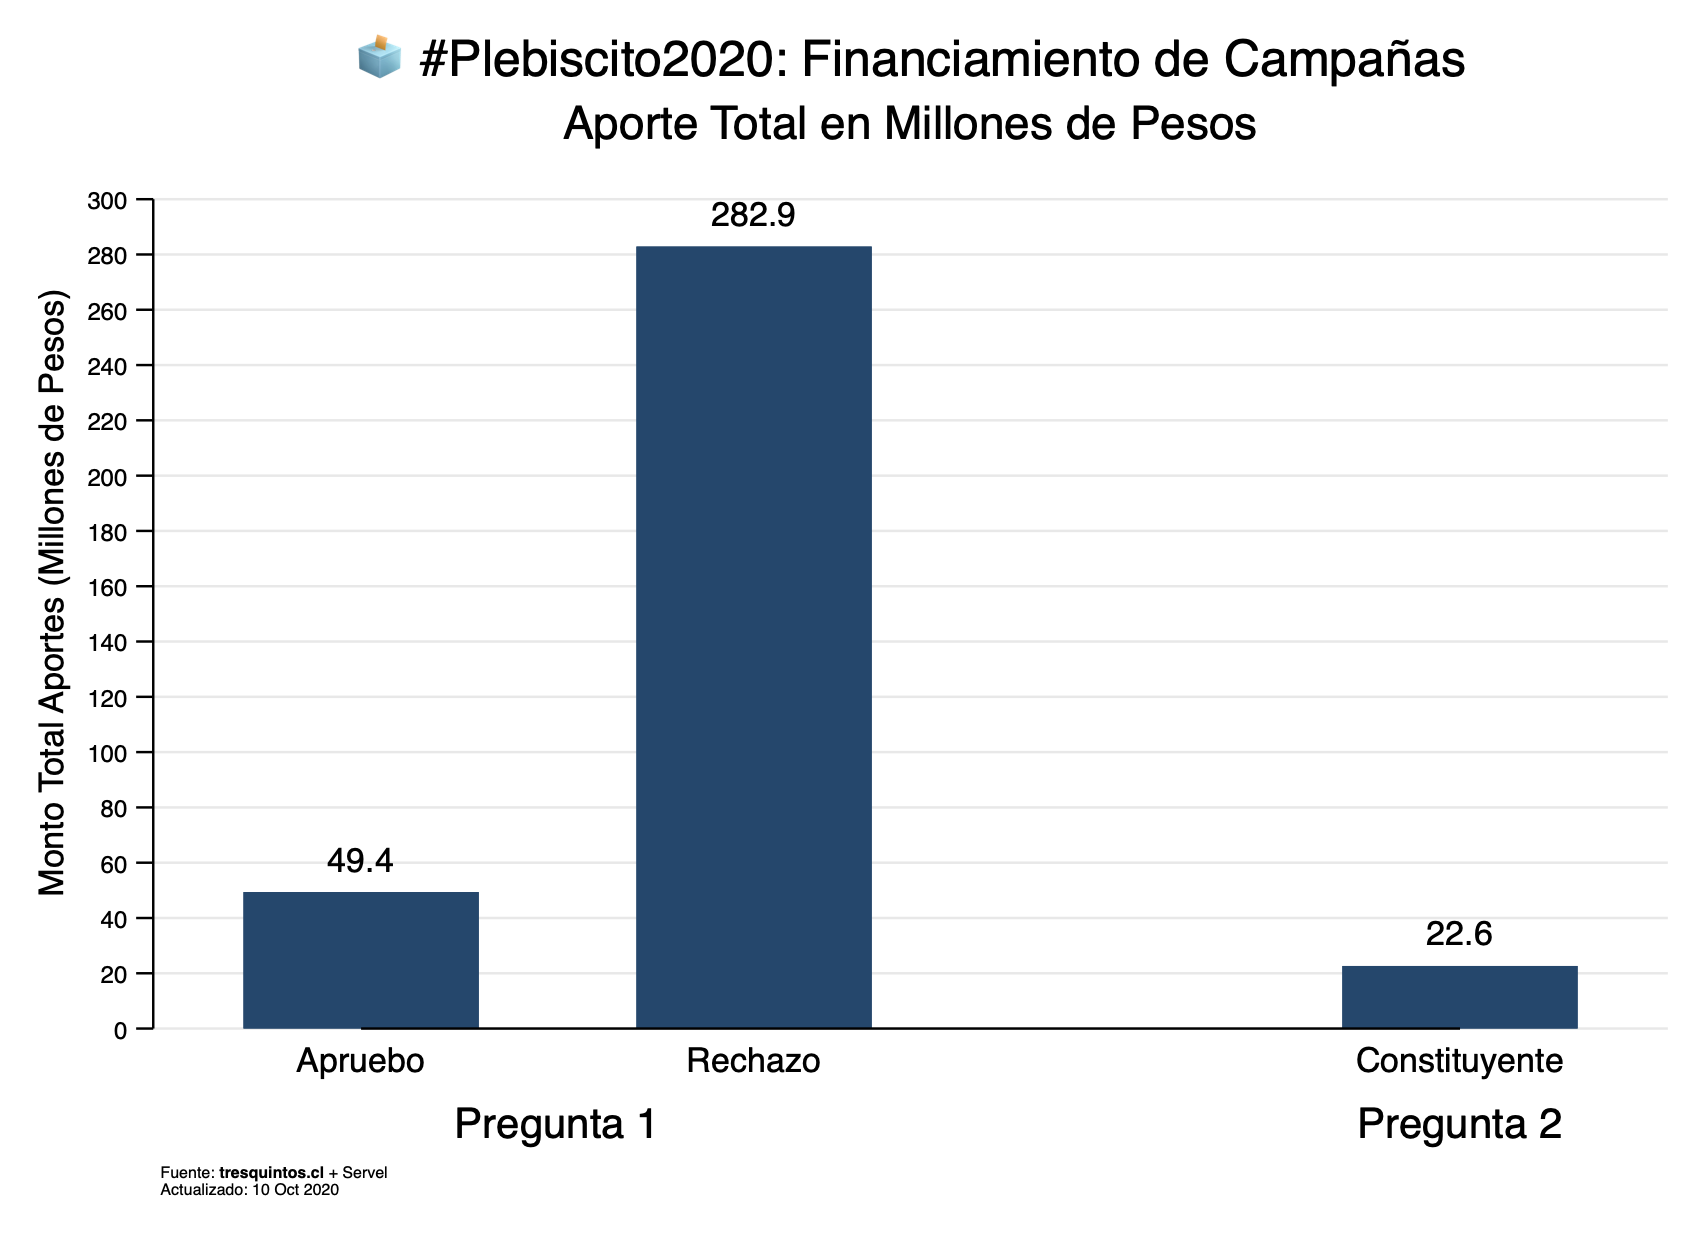 #Plebiscito2020: Financiamiento de Campañas
Aporte Total en Millones de Pesos
Monto Total Aportes (Millones de Pesos)
300
280
260
240
220
200
180
160
140
120
100
80
60
40
20
0
49.4
282.9
22.6
Apruebo Rechazo Constituyente
Pregunta 1 Pregunta 2
Fuente: tresquintos.cl + Servel
Actualizado: 10 Oct 2020